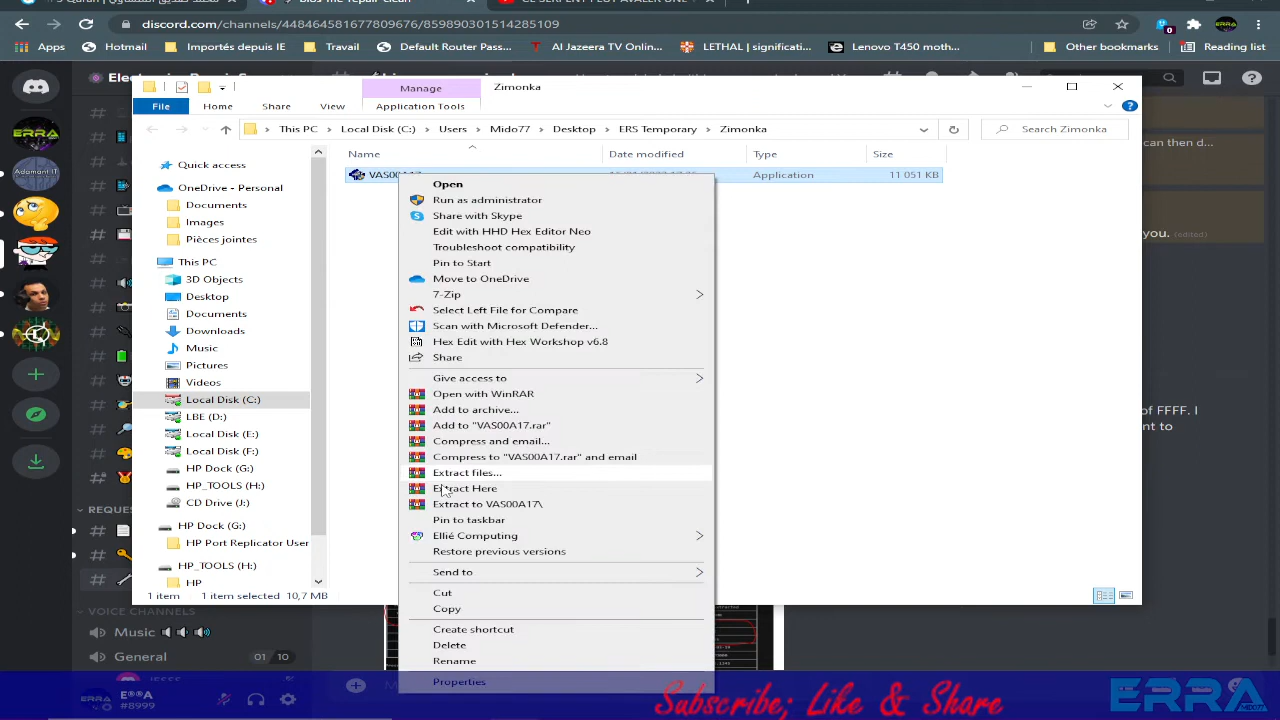 discord.com/channels/448464581370216468/859890301514285109
Apps
Hotmail
Importés depuis IE
Travail
Default Router Pass...
Al Jazeera TV Onlin...
LETHAL | significati...
Lenovo T450 moth...
Other bookmarks
Reading list
Manage
Zimonka
File
Home
Share
View
Application Tools
This PC > Local Disk (C:) > Users > Mido77 > Desktop > ERS Temporary > Zimonka
Search Zimonka
Name
Date modified
Type
Size
Application
11 051 KB
Quick access
OneDrive - Personal
Documents
Images
Pièces jointes
This PC
3D Objects
Desktop
Documents
Downloads
Music
Pictures
Videos
Local Disk (C:)
LBE (D:)
Local Disk (E:)
Local Disk (F:)
HP Dock (G:)
HP_TOOLS (H:)
CD Drive (J:)
HP Dock (G:)
HP Port Replicator User
HP_TOOLS (H:)
HP
1 item
1 item selected 10,7 MB
Open
Run as administrator
Share with Skype
Edit with HHD Hex Editor Neo
Troubleshoot compatibility
Pin to Start
Move to OneDrive
7-Zip
Select Left File for Compare
Scan with Microsoft Defender...
Hex Edit with Hex Workshop v6.8
Share
Give access to
Open with WinRAR
Add to archive...
Add to "VAS00A17.rar"
Compress and email...
Compress to "VAS00A17.rar" and email
Extract files...
Extract Here
Extract to VAS00A17\
Pin to taskbar
Ellié Computing
Restore previous versions
Send to
Cut
Copy
Create shortcut
Delete
Rename
Properties
can then d...
you. (edited)
of FFFF. I
nt to
ERRA
Adamant IT
REQUE
VOICE CHANNELS
Music
General
01 10
E®®A
#8999
Subscribe; Like & Share
ERRA
MIDO77